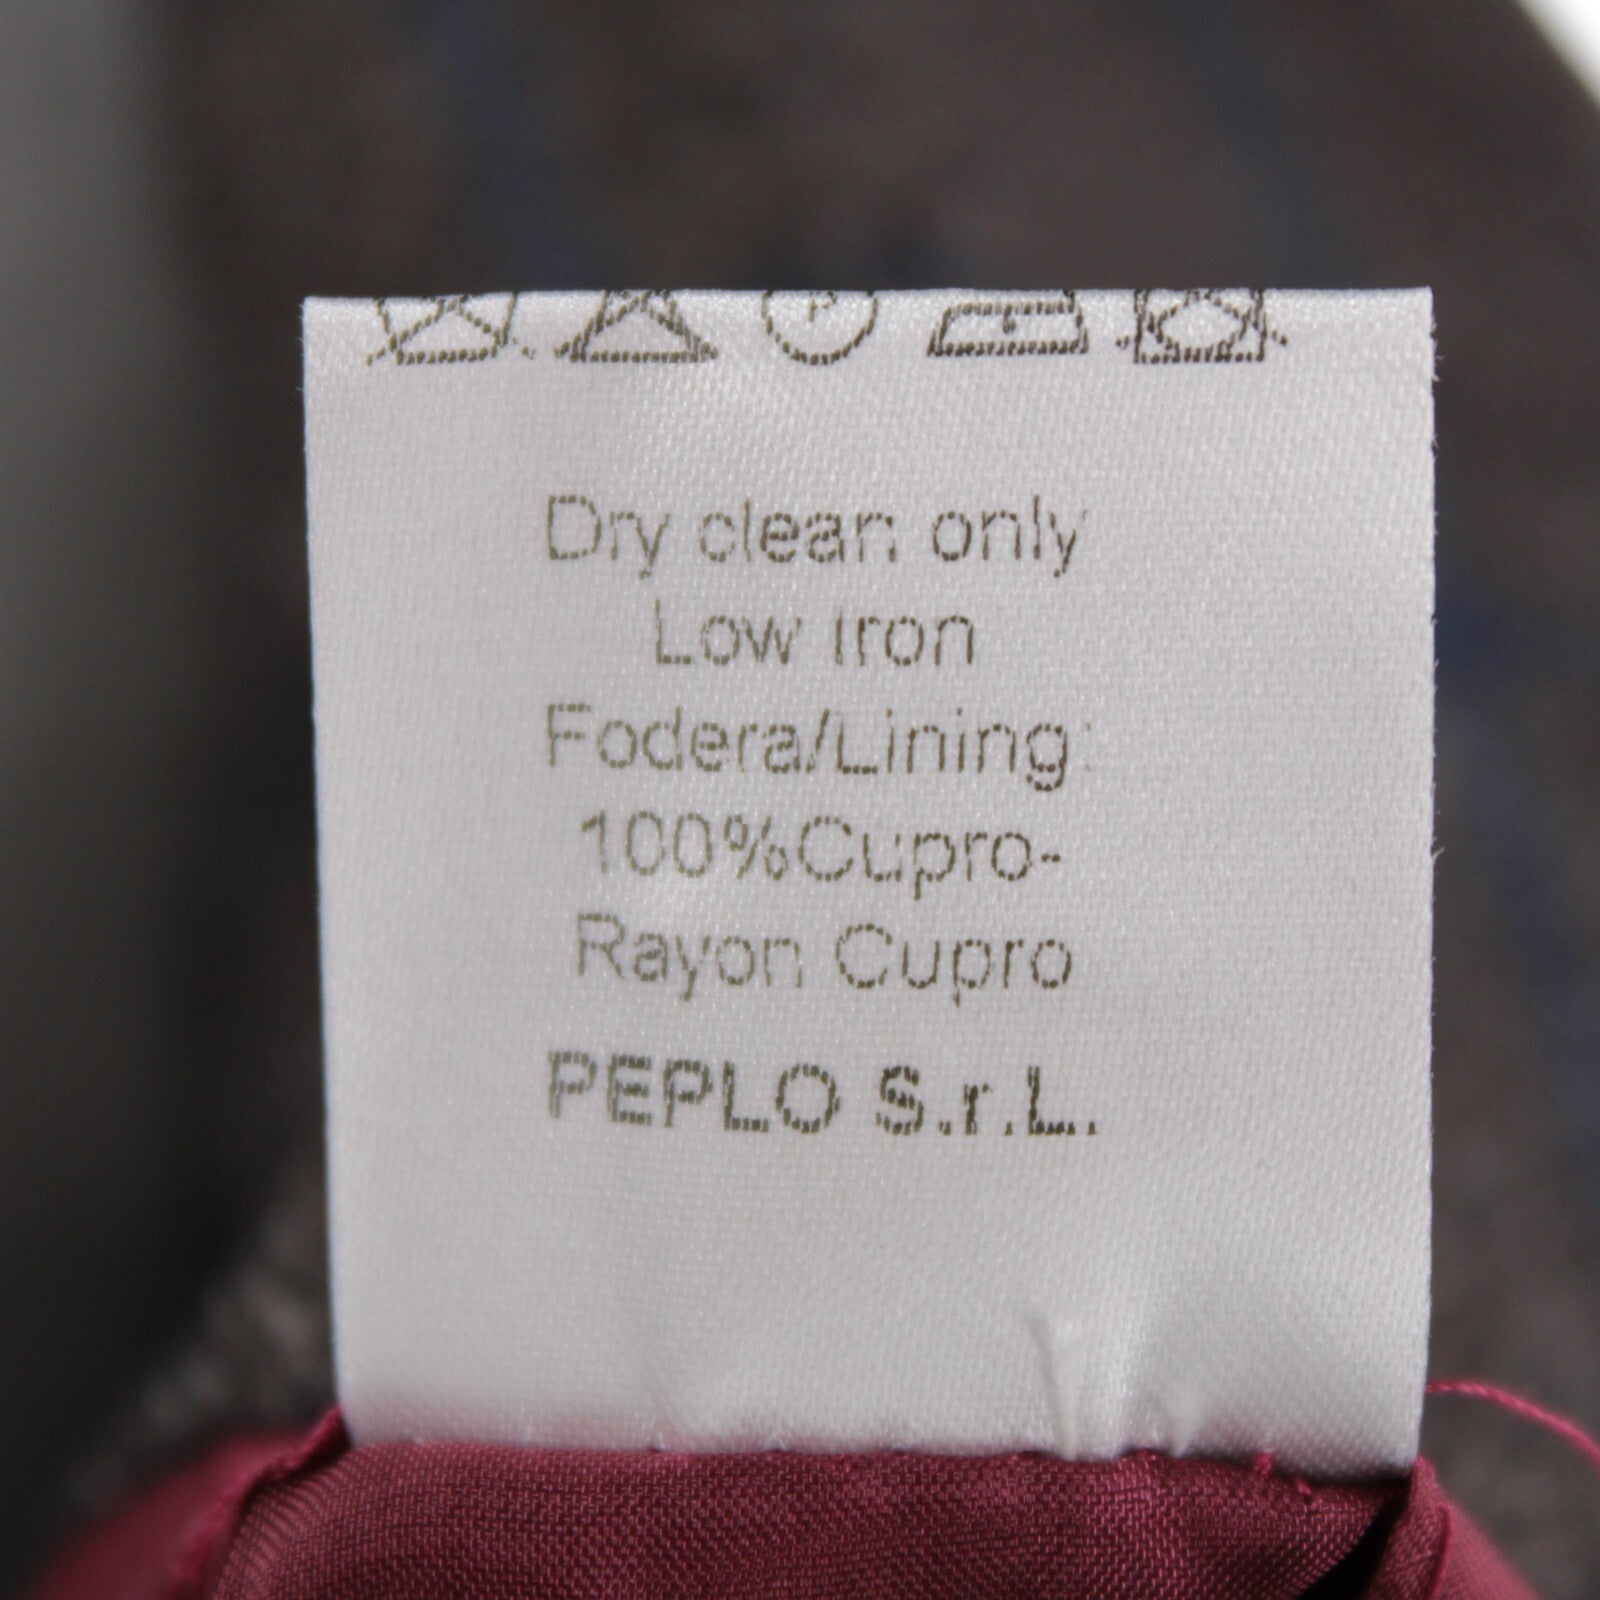 P
Dry clean only
Low Iron
Fodera/Lining:
100%Cupro-
Rayon Cupro
PEPLO S.r.L.